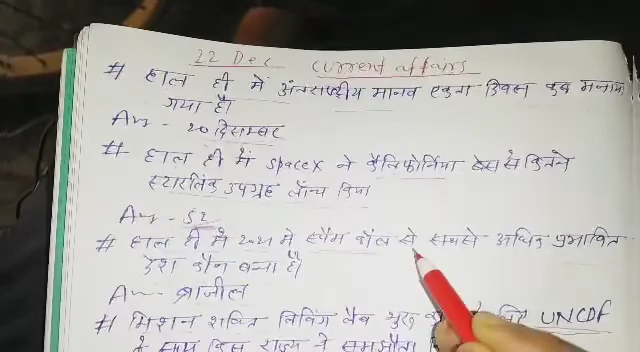 22 Dec Current affairs
# हाल ही में अंतराष्ट्रीय मानव एकता दिवस कब मनाया
गया है।
Ans - 20 दिसम्बर
# हाल ही में spacex ने कैलिफोर्निया बेस से कितने
स्टारलिंक उपग्रह लॉन्च किया
Ans - 52
# हाल ही में 2021 में स्पैम कॉल से सबसे अधिक प्रभावित
देश कौन बना है।
Ans - ब्राजील
# मिशन शक्ति लिविंग लैब शुरू UNCDF
के साथ किस राज्य ने समझौता